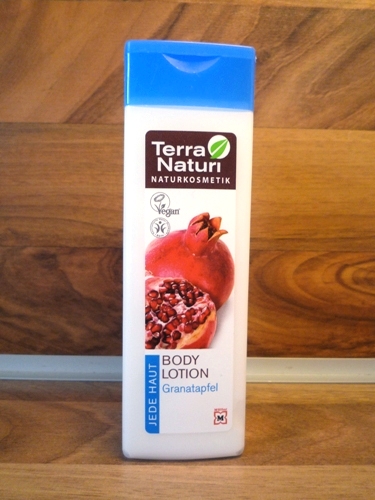 Terra
Naturi
NATURKOSMETIK
Vegan
JEDE HAUT
BODY
LOTION
Granatapfel
M